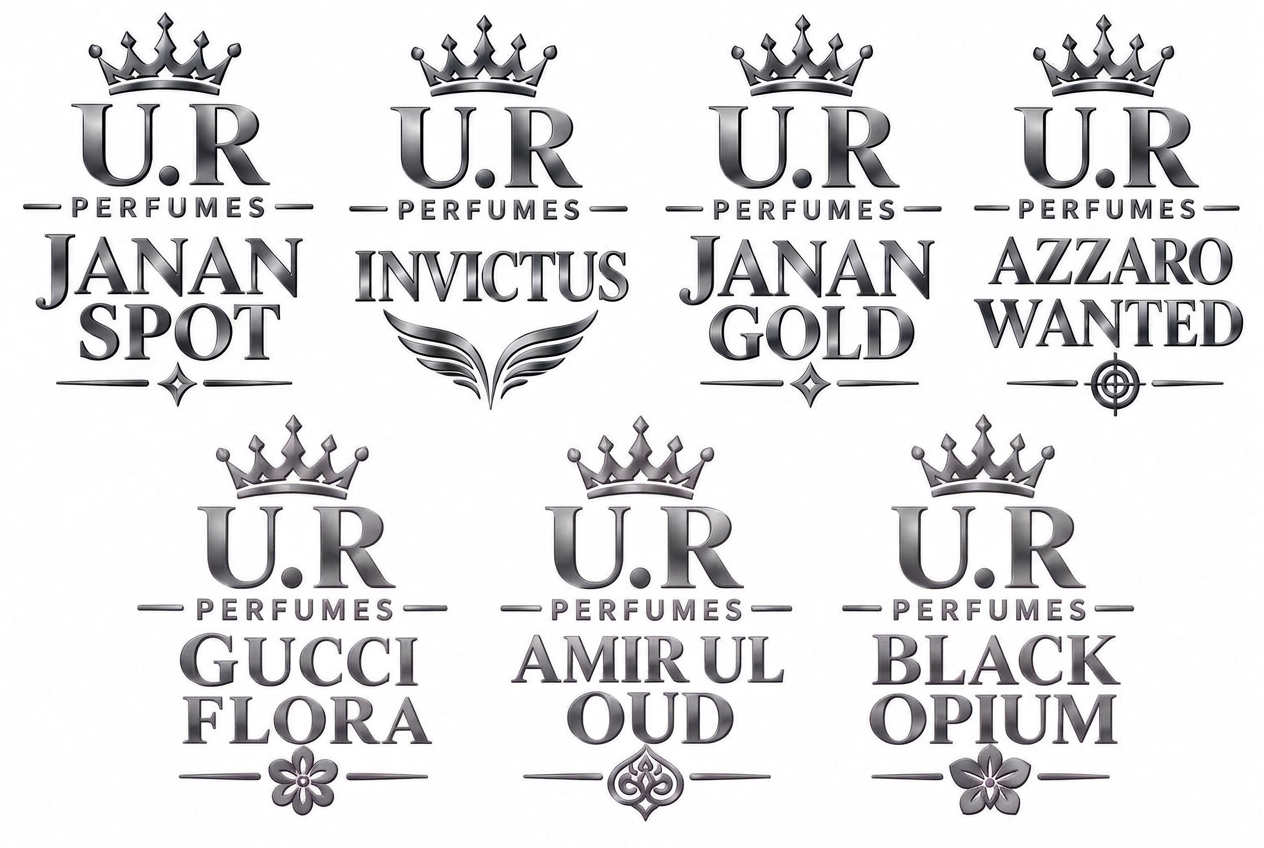 U.R
PERFUMES
JANAN
SPOT
U.R
PERFUMES
INVICTUS
U.R
PERFUMES
JANAN
GOLD
U.R
PERFUMES
AZZARO
WANTED
U.R
PERFUMES
GUCCI
FLORA
U.R
PERFUMES
AMIR UL
OUD
U.R
PERFUMES
BLACK
OPIUM